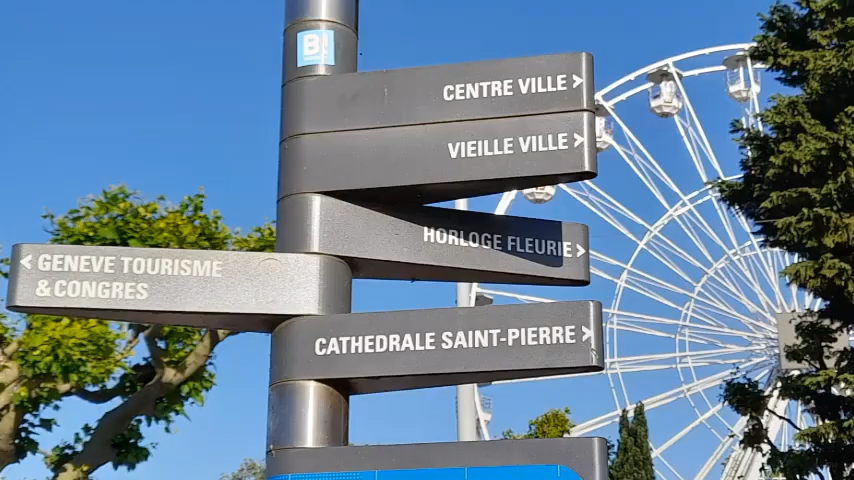 B!
CENTRE VILLE >
VIEILLE VILLE >
HORLOGE FLEURIE >
< GENEVE TOURISME
& CONGRES
CATHEDRALE SAINT-PIERRE >